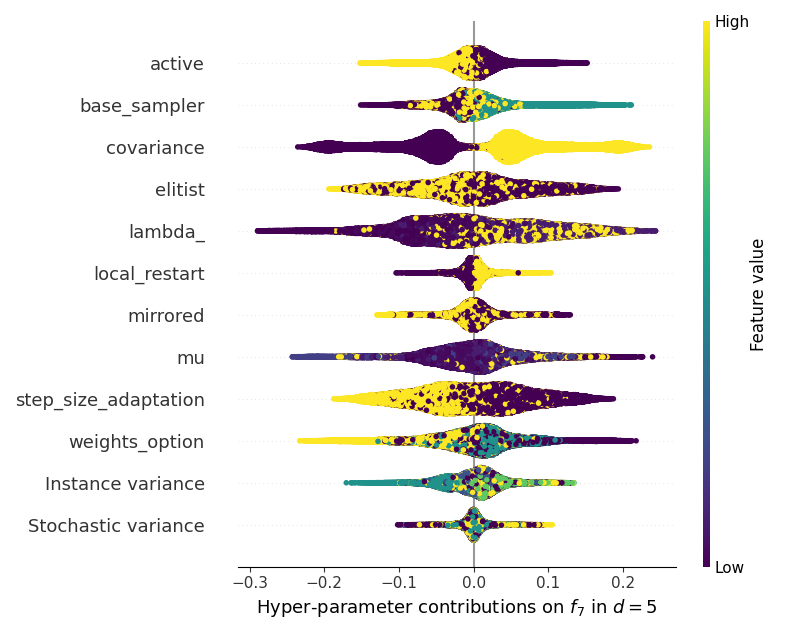 active
base_sampler
covariance
elitist
lambda_
local_restart
mirrored
mu
step_size_adaptation
weights_option
Instance variance
Stochastic variance
−0.3 −0.2 −0.1 0.0 0.1 0.2
Hyper-parameter contributions on f₇ in d = 5
High
Feature value
Low